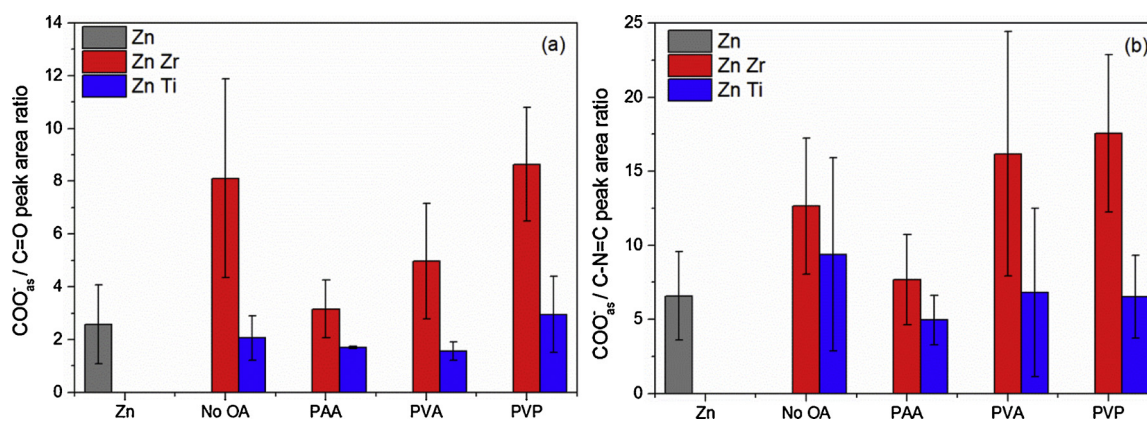 14
12
10
8
6
4
2
0
COO⁻as / C=O peak area ratio
Zn
Zn Zr
Zn Ti
(a)
Zn No OA PAA PVA PVP
25
20
15
10
5
0
COO⁻as / C-N=C peak area ratio
Zn
Zn Zr
Zn Ti
(b)
Zn No OA PAA PVA PVP